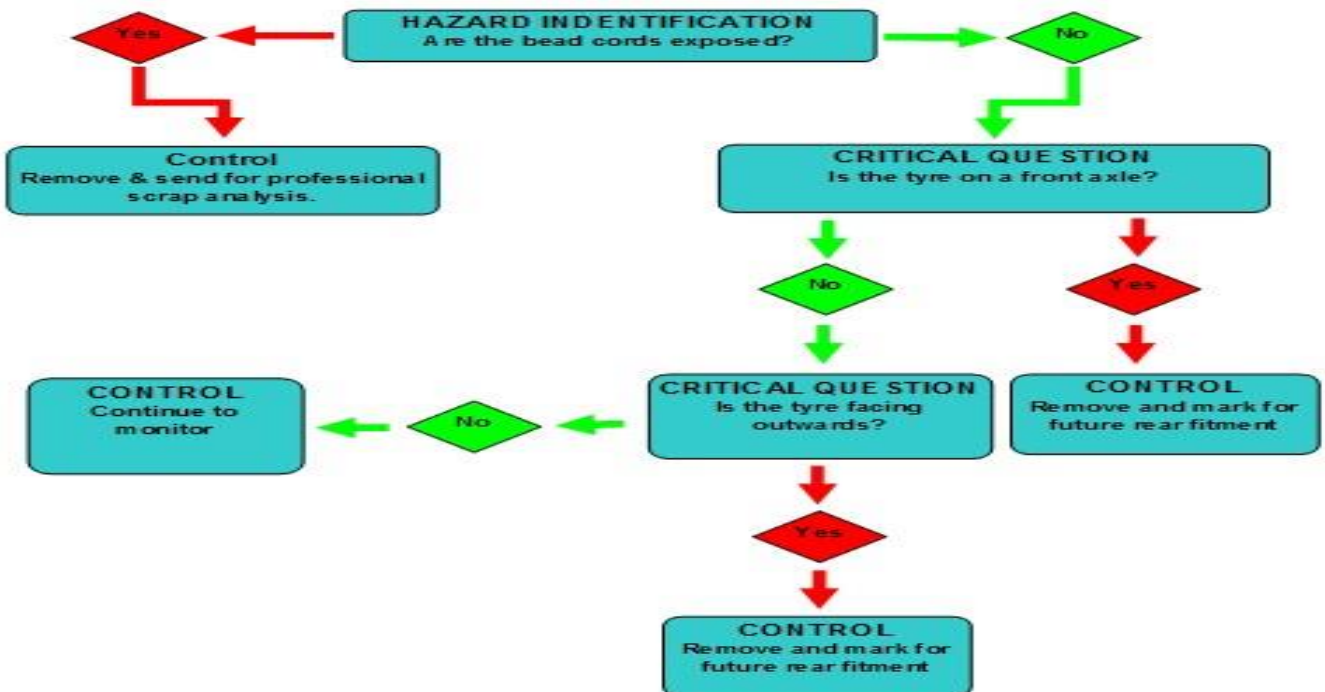 HAZARD INDENTIFICATION
Are the bead cords exposed?
Yes
No
Control
Remove & send for professional
scrap analysis.
CRITICAL QUESTION
Is the tyre on a front axle?
No
Yes
CONTROL
Continue to
monitor
No
CRITICAL QUESTION
Is the tyre facing
outwards?
CONTROL
Remove and mark for
future rear fitment
Yes
CONTROL
Remove and mark for
future rear fitment